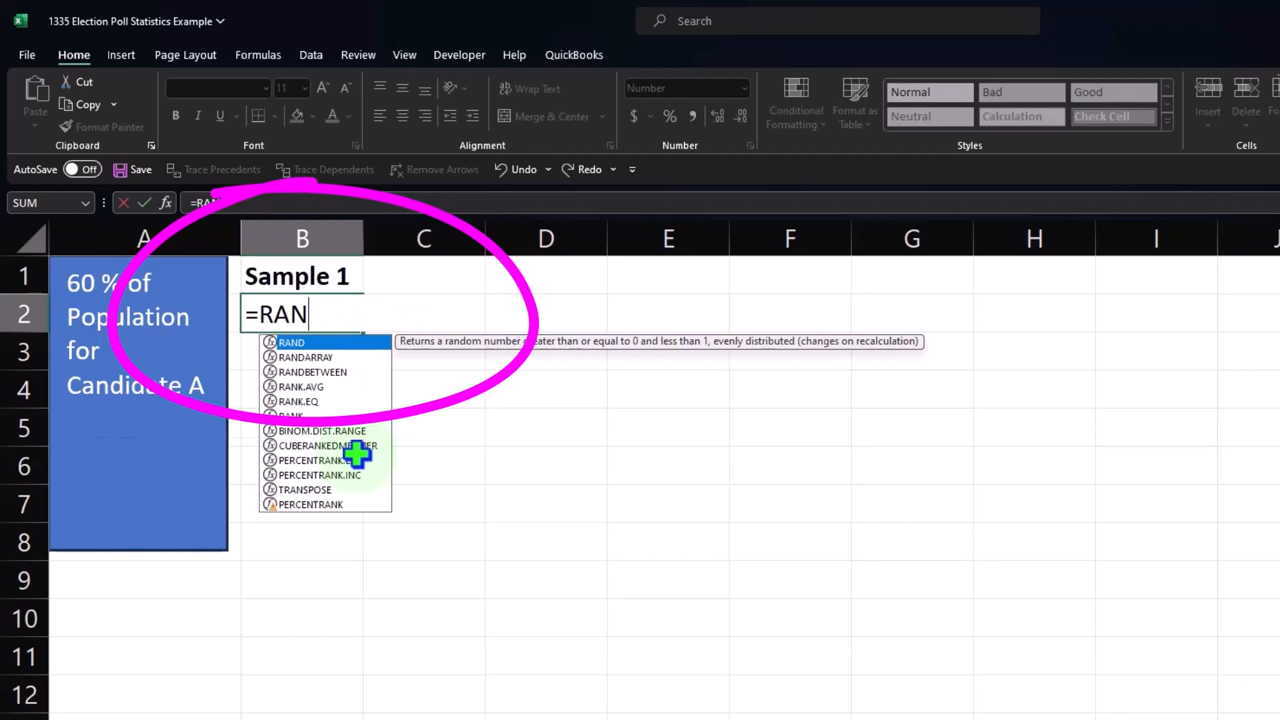 1335 Election Poll Statistics Example
Search
File Home Insert Page Layout Formulas Data Review View Automate Developer Help QuickBooks
Paste
Cut
Copy
Format Painter
Clipboard
11 A A
B I U A
Font
Wrap Text
Merge & Center
Alignment
Number
$ % 9
Number
Conditional Formatting
Format as Table
Normal Bad Good
Neutral Calculation Check Cell
Styles
Insert Delete
Cells
AutoSave Off Save Trace Precedents Trace Dependents Remove Arrows Undo Redo
SUM fx
A B C D E F G H I
1 2 3 4 5 6 7 8 9 10 11 12
60 % of
Population
for
Candidate A
Sample 1
=RAN
RAND
Returns a random number greater than or equal to 0 and less than 1, evenly distributed (changes on recalculation)
RANDARRAY
RANDBETWEEN
RANK.AVG
RANK.EQ
RANK
BINOM.DIST.RANGE
PERCENTRANK.INC
TRANSPOSE
PERCENTRANK